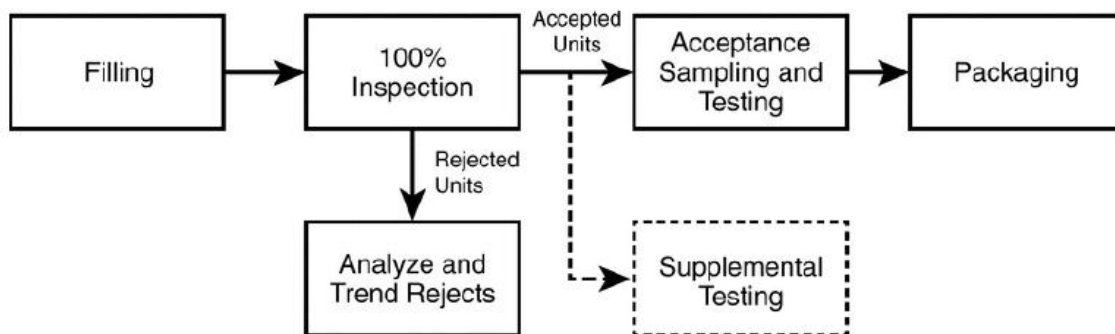 Filling
100%
Inspection
Accepted
Units
Acceptance
Sampling and
Testing
Packaging
Rejected
Units
Analyze and
Trend Rejects
Supplemental
Testing